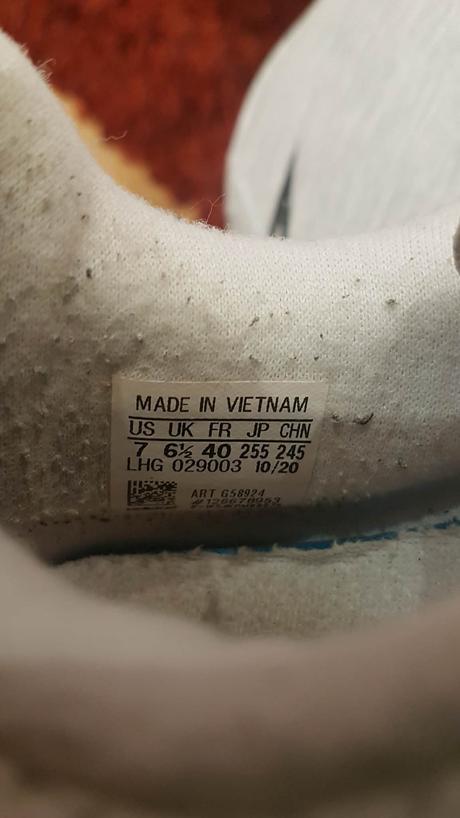 MADE IN VIETNAM
US UK FR JP CHN
7 6½ 40 255 245
LHG 029003 10/20
ART G58924
#126678953